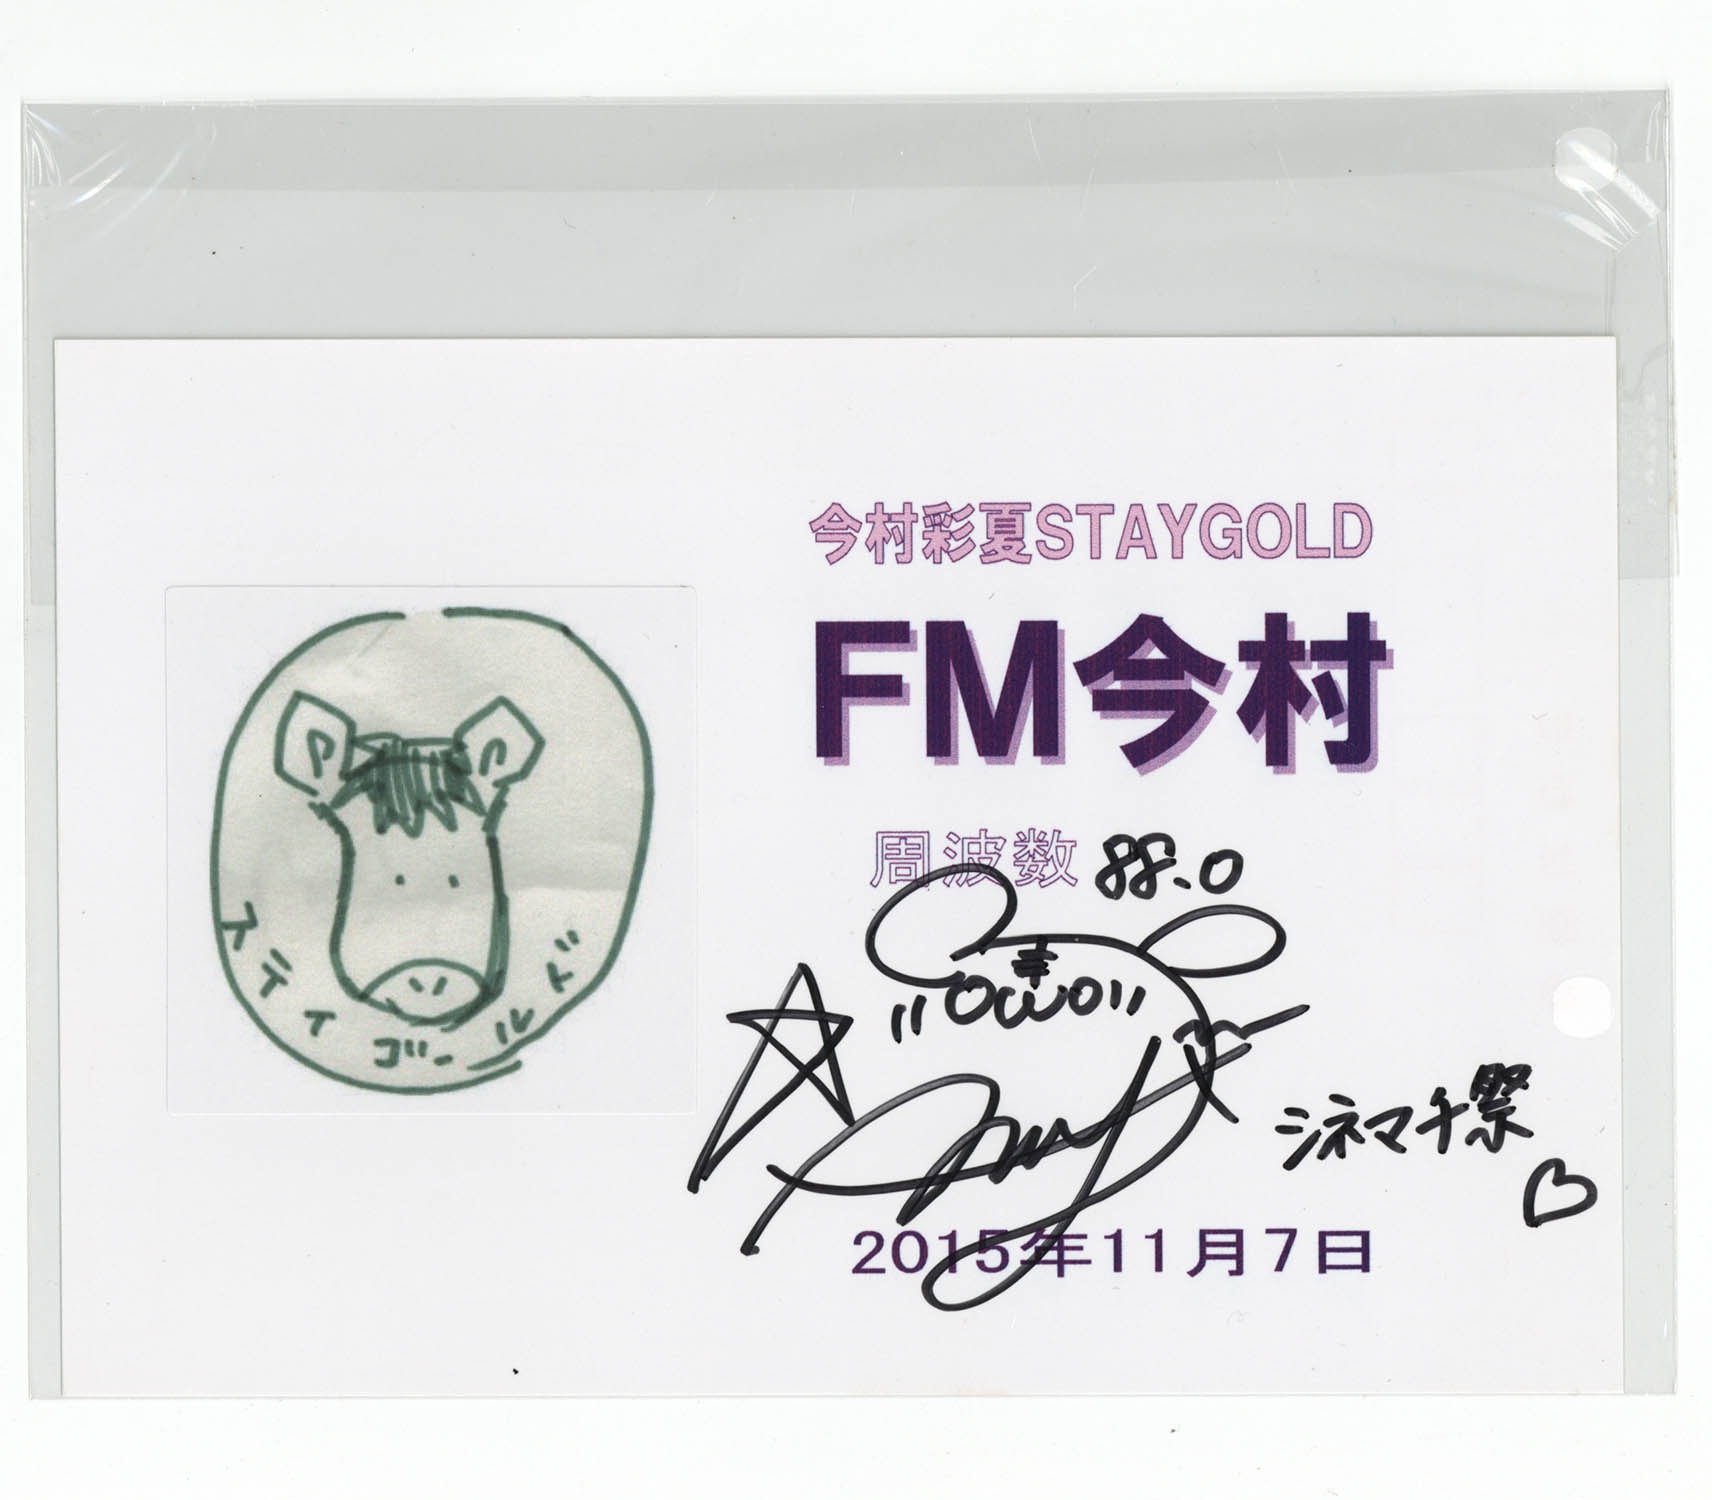 今村彩夏STAYGOLD
FM今村
周波数 88.0
ステイゴールド
シネマチ祭
2015年11月7日